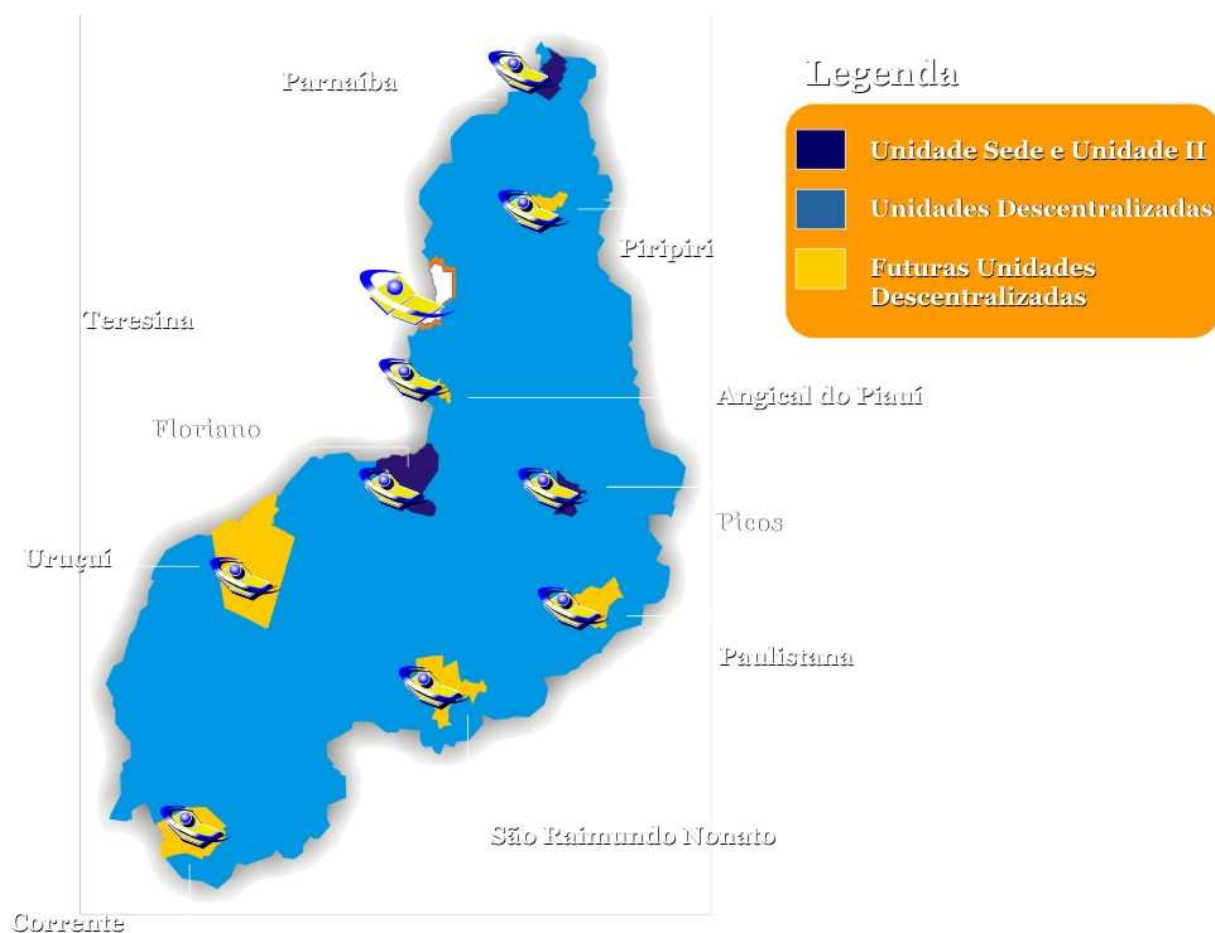 Legenda
Unidade Sede e Unidade II
Unidades Descentralizadas
Futuras Unidades
Descentralizadas
Parnaíba
Piripiri
Teresina
Angical do Piauí
Floriano
Picos
Uruçuí
Paulistana
São Raimundo Nonato
Corrente